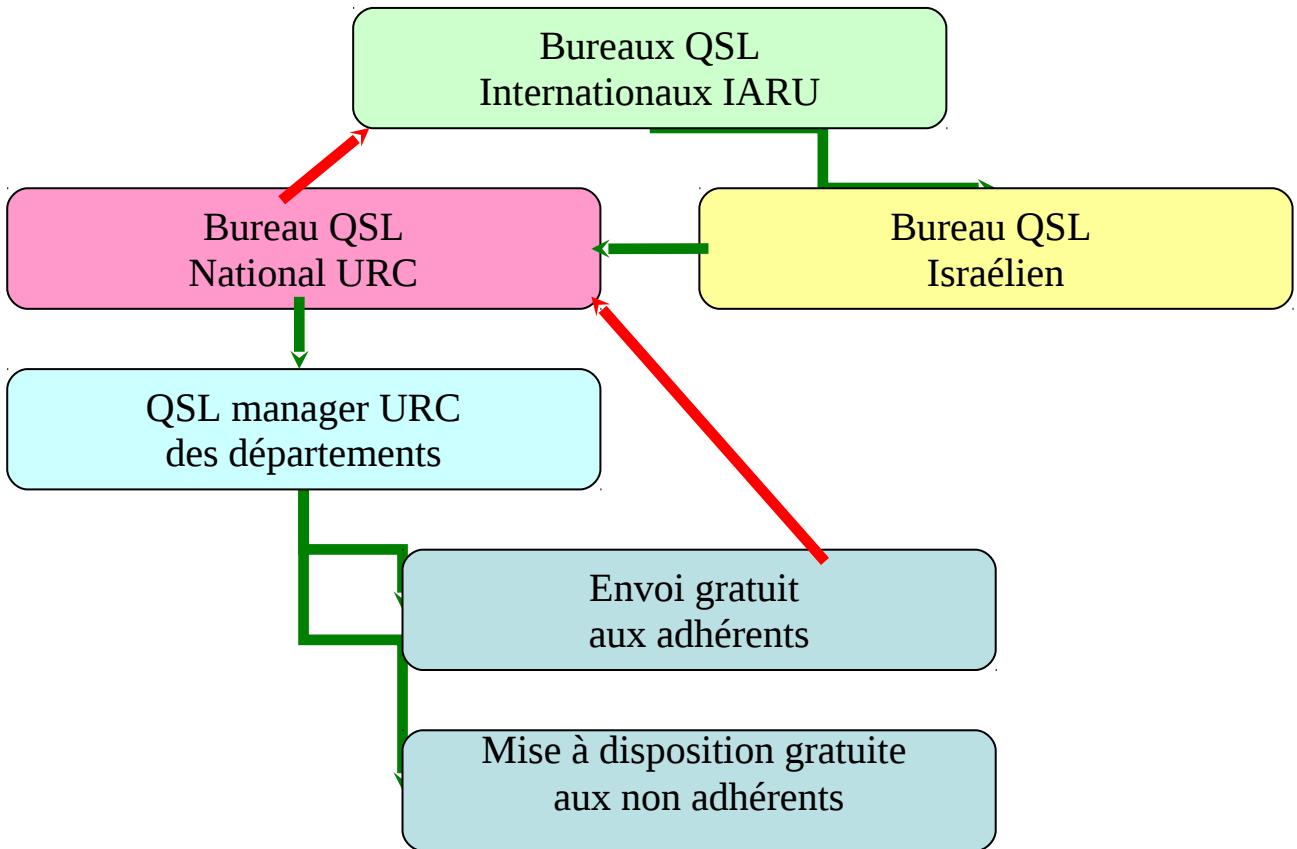 Bureaux QSL
Internationaux IARU
Bureau QSL
National URC
Bureau QSL
Israélien
QSL manager URC
des départements
Envoi gratuit
aux adhérents
Mise à disposition gratuite
aux non adhérents